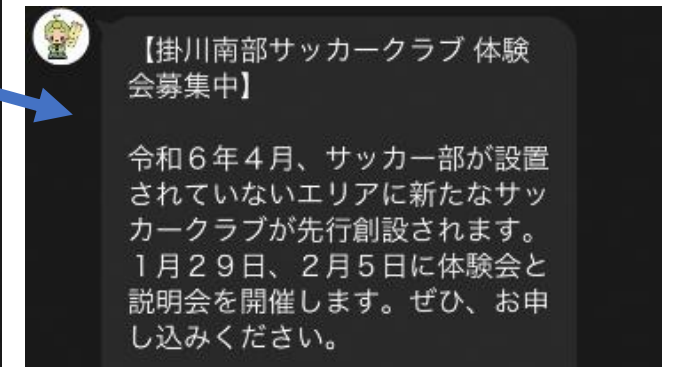 【掛川南部サッカークラブ 体験
会募集中】
令和６年４月、サッカー部が設置
されていないエリアに新たなサッ
カークラブが先行創設されます。
１月２９日、２月５日に体験会と
説明会を開催します。ぜひ、お申
し込みください。